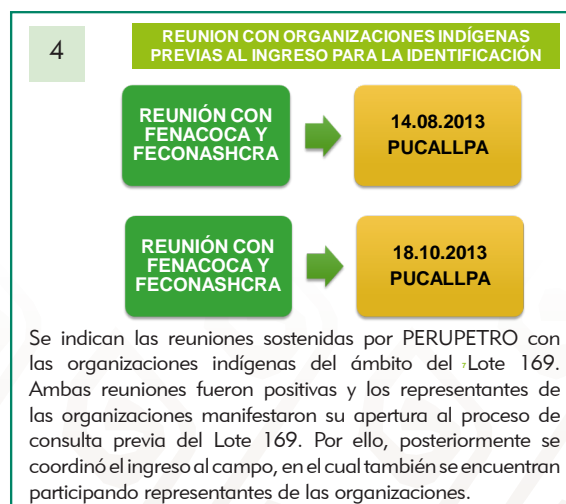 4
REUNION CON ORGANIZACIONES INDÍGENAS
PREVIAS AL INGRESO PARA LA IDENTIFICACIÓN
REUNIÓN CON
FENACOCA Y
FECONASHCRA
14.08.2013
PUCALLPA
REUNIÓN CON
FENACOCA Y
FECONASHCRA
18.10.2013
PUCALLPA
Se indican las reuniones sostenidas por PERUPETRO con
las organizaciones indígenas del ámbito del 7 Lote 169.
Ambas reuniones fueron positivas y los representantes de
las organizaciones manifestaron su apertura al proceso de
consulta previa del Lote 169. Por ello, posteriormente se
coordinó el ingreso al campo, en el cual también se encuentran
participando representantes de las organizaciones.